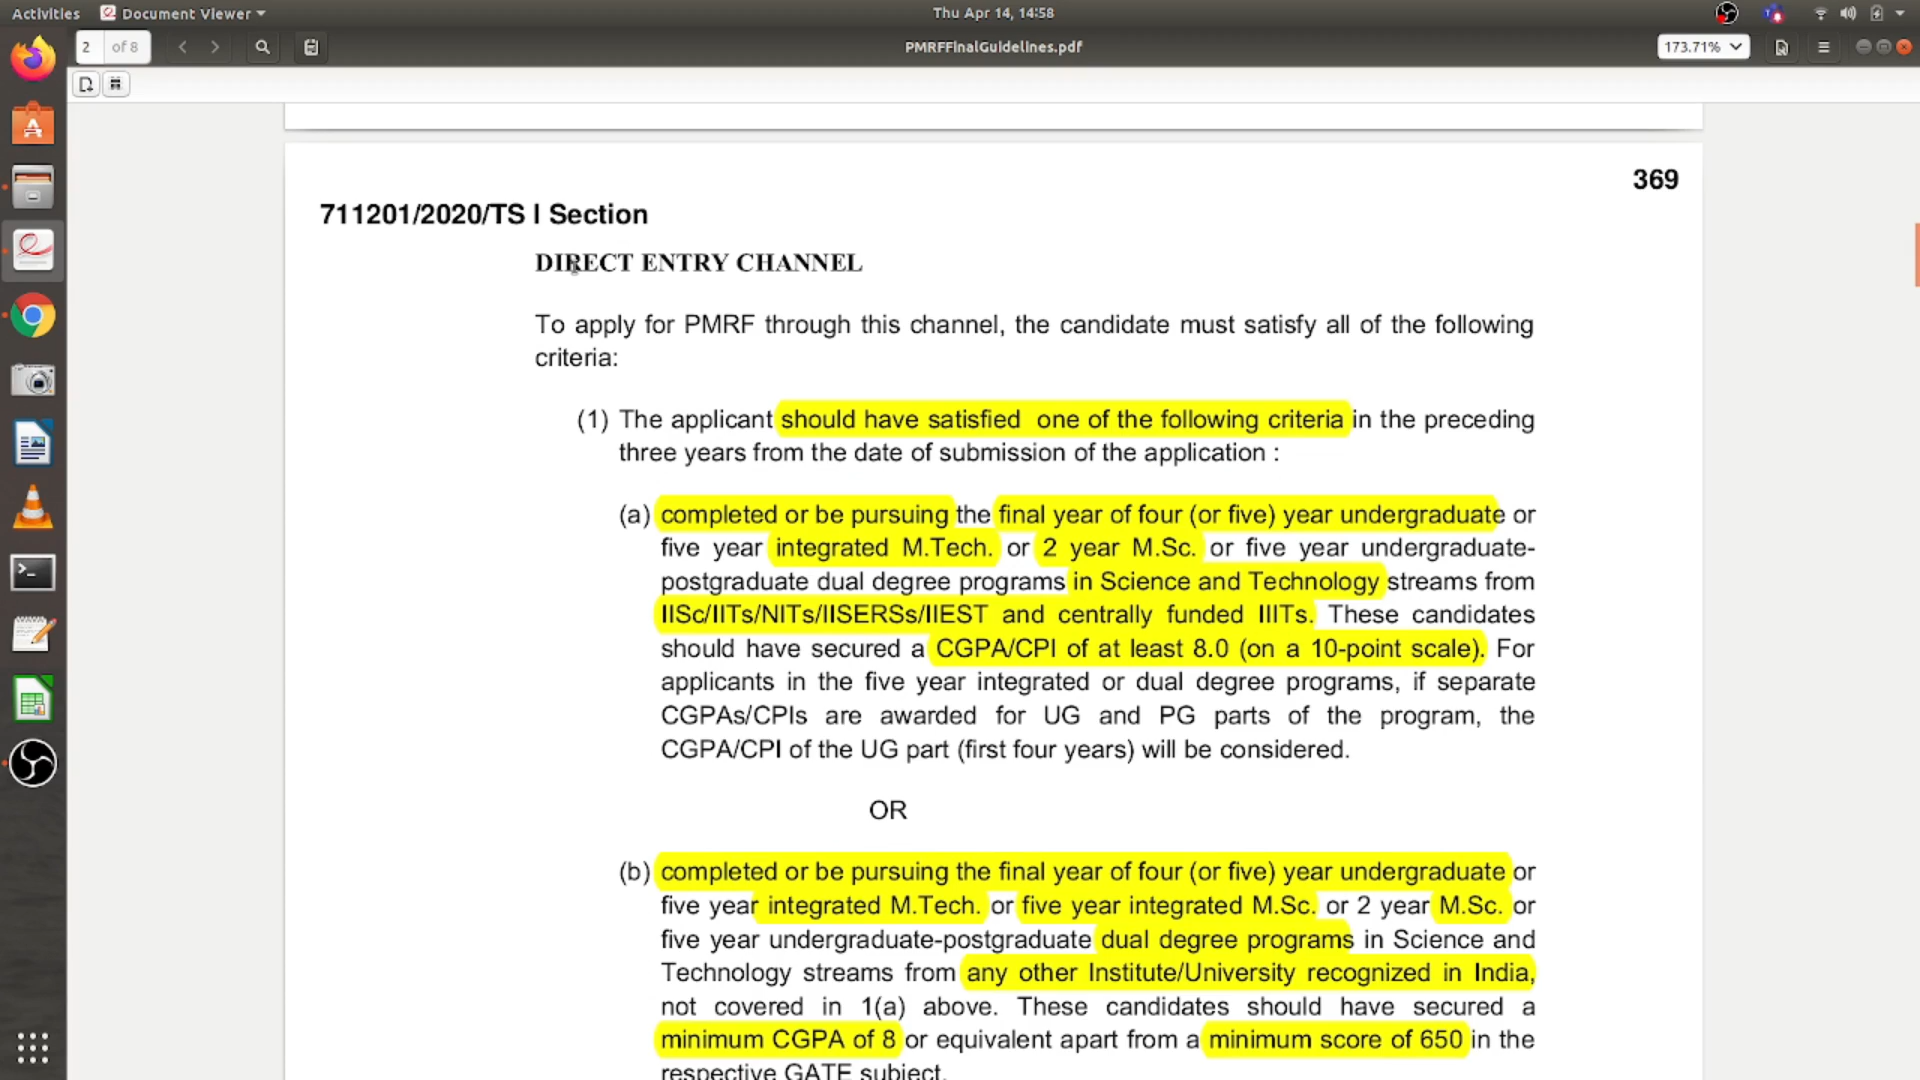 Activities Document Viewer Thu Apr 14, 14:58
2 of 8 PMRFFinalGuidelines.pdf 173.71%
369
711201/2020/TS I Section
DIRECT ENTRY CHANNEL
To apply for PMRF through this channel, the candidate must satisfy all of the following
criteria:
(1) The applicant should have satisfied one of the following criteria in the preceding
three years from the date of submission of the application :
(a) completed or be pursuing the final year of four (or five) year undergraduate or
five year integrated M.Tech. or 2 year M.Sc. or five year undergraduate-
postgraduate dual degree programs in Science and Technology streams from
IISc/IITs/NITs/IISERSs/IIEST and centrally funded IIITs. These candidates
should have secured a CGPA/CPI of at least 8.0 (on a 10-point scale). For
applicants in the five year integrated or dual degree programs, if separate
CGPAs/CPIs are awarded for UG and PG parts of the program, the
CGPA/CPI of the UG part (first four years) will be considered.
OR
(b) completed or be pursuing the final year of four (or five) year undergraduate or
five year integrated M.Tech. or five year integrated M.Sc. or 2 year M.Sc. or
five year undergraduate-postgraduate dual degree programs in Science and
Technology streams from any other Institute/University recognized in India,
not covered in 1(a) above. These candidates should have secured a
minimum CGPA of 8 or equivalent apart from a minimum score of 650 in the
respective GATE subject.